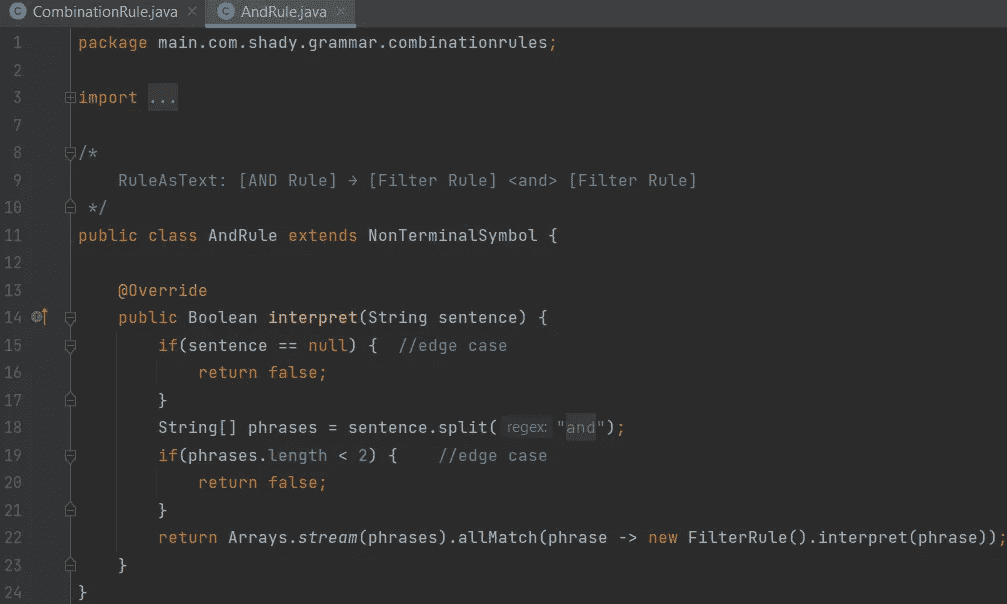 CombinationRule.java × AndRule.java ×
1 package main.com.shady.grammar.combinationrules;
2
3 import ...
7
8 /*
9 RuleAsText: [AND Rule] → [Filter Rule] <and> [Filter Rule]
10 */
11 public class AndRule extends NonTerminalSymbol {
12
13 @Override
14 public Boolean interpret(String sentence) {
15 if(sentence == null) { //edge case
16 return false;
17 }
18 String[] phrases = sentence.split( regex: "and");
19 if(phrases.length < 2) { //edge case
20 return false;
21 }
22 return Arrays.stream(phrases).allMatch(phrase -> new FilterRule().interpret(phrase));
23 }
24 }